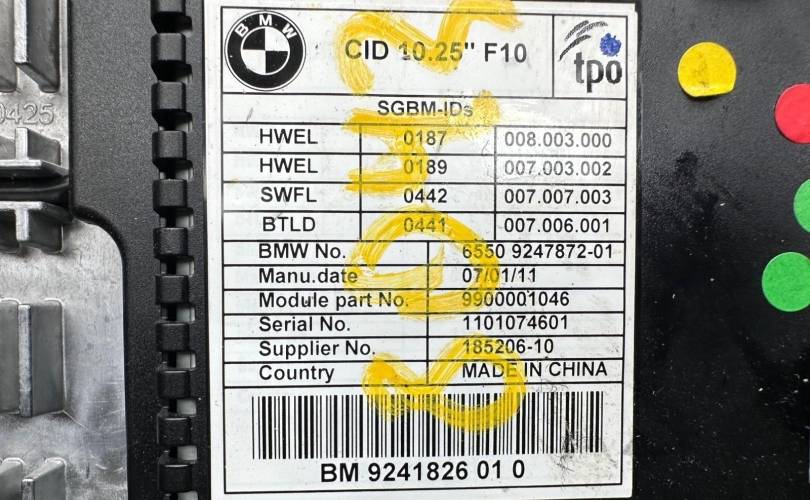 BMW
CID 10.25" F10
tpo
SGBM-IDs
HWEL 0187 008.003.000
HWEL 0189 007.003.002
SWFL 0442 007.007.003
BTLD 0441 007.006.001
BMW No. 6550 9247872-01
Manu.date 07/01/11
Module part No. 9900001046
Serial No. 1101074601
Supplier No. 185206-10
Country MADE IN CHINA
BM 9241826 01 0
0425